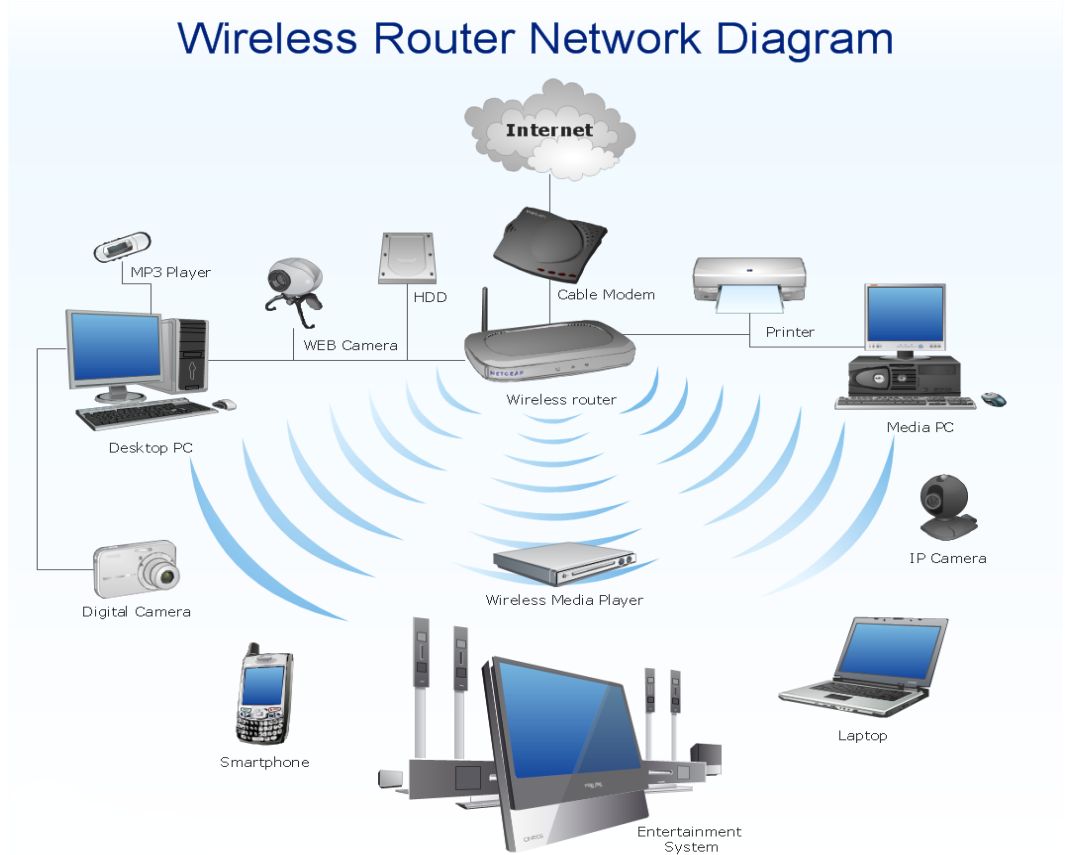 Wireless Router Network Diagram
Internet
MP3 Player
HDD
Cable Modem
Printer
WEB Camera
NETGEAR
Wireless router
Desktop PC
Media PC
IP Camera
Digital Camera
Wireless Media Player
Smartphone
Laptop
Entertainment
System